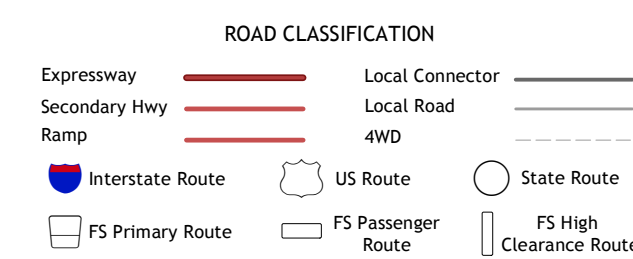 ROAD CLASSIFICATION
Expressway
Local Connector
Secondary Hwy
Local Road
Ramp
4WD
Interstate Route
US Route
State Route
FS Primary Route
FS Passenger
Route
FS High
Clearance Route